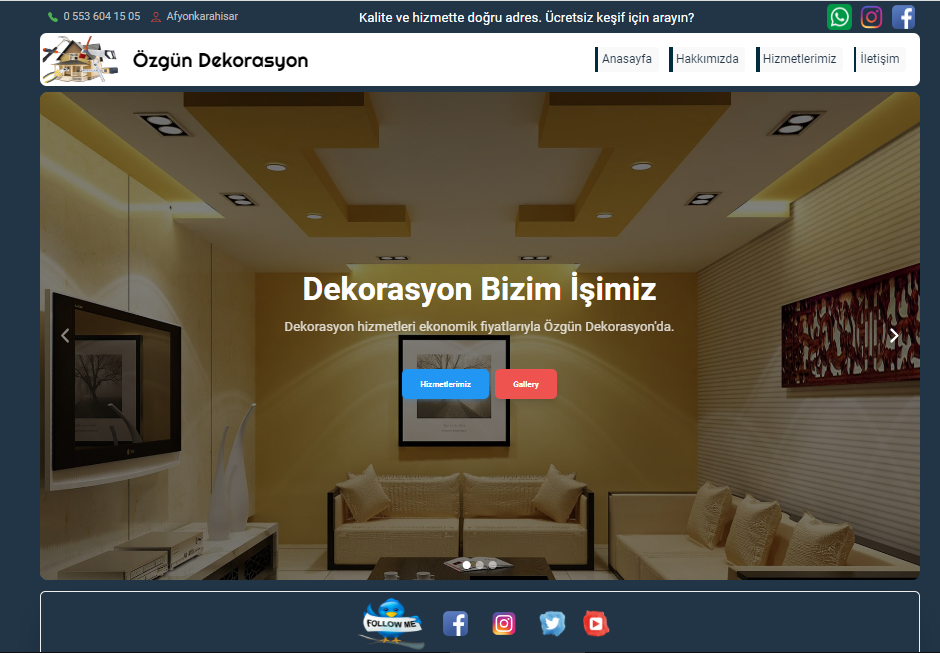 0 553 604 15 05 Afyonkarahisar
Kalite ve hizmette doğru adres. Ücretsiz keşif için arayın?
Özgün Dekorasyon
Anasayfa
Hakkımızda
Hizmetlerimiz
İletişim
Dekorasyon Bizim İşimiz
Dekorasyon hizmetleri ekonomik fiyatlarıyla Özgün Dekorasyon'da.
Hizmetlerimiz
Gallery
FOLLOW ME